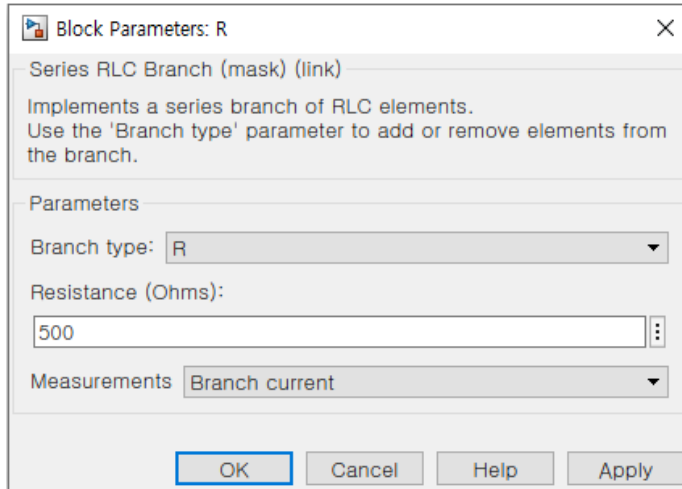 Block Parameters: R
Series RLC Branch (mask) (link)
Implements a series branch of RLC elements.
Use the 'Branch type' parameter to add or remove elements from
the branch.
Parameters
Branch type: R
Resistance (Ohms):
500
Measurements Branch current
OK Cancel Help Apply